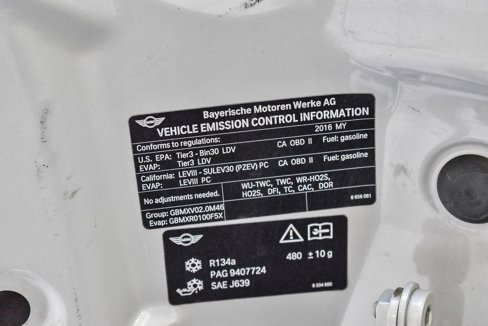 Bayerische Motoren Werke AG
VEHICLE EMISSION CONTROL INFORMATION
Conforms to regulations: 2016 MY
U.S. EPA: Tier3 - Bin30 LDV CA OBD II Fuel: gasoline
EVAP: Tier3 LDV
California: LEVIII - SULEV30 (PZEV) PC CA OBD II Fuel: gasoline
EVAP: LEVIII PC
No adjustments needed. WU-TWC, TWC, WR-HO2S,
HO2S, DFI, TC, CAC, DOR
Group: GBMXV02.0M46
Evap: GBMXR0100F5X
MINI
R134a 480 ± 10 g
PAG 9407724
SAE J639